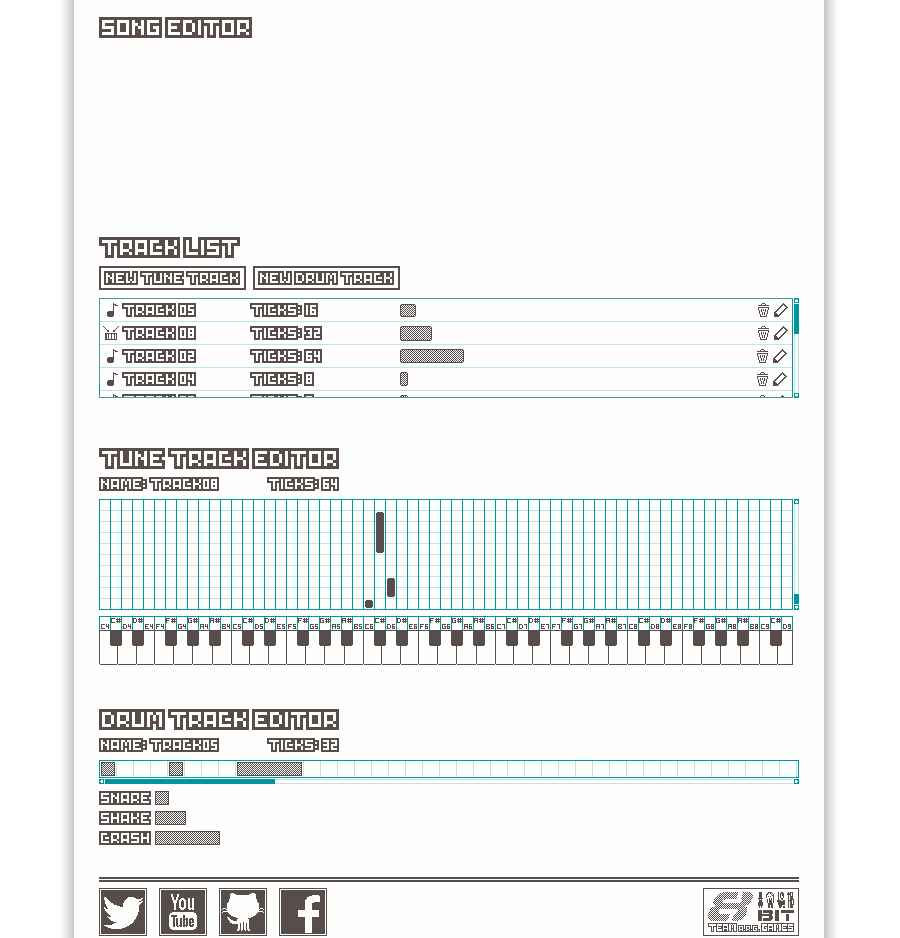 SONG EDITOR
TRACK LIST
NEW TUNE TRACK NEW DRUM TRACK
TRACK 05 TICKS: 16
TRACK 08 TICKS: 32
TRACK 02 TICKS: 64
TRACK 04 TICKS: 8
TUNE TRACK EDITOR
NAME: TRACK08 TICKS: 64
C# D# F# G# A# C# D# F# G# A# C# D# F# G# A# C# D# F# G# A# C# D# F# G# A# C#
C4 D4 E4 F4 G4 A4 B4 C5 D5 E5 F5 G5 A5 B5 C6 D6 E6 F6 G6 A6 B6 C7 D7 E7 F7 G7 A7 B7 C8 D8 E8 F8 G8 A8 B8 C9 D9
DRUM TRACK EDITOR
NAME: TRACK05 TICKS: 32
SNARE
SHAKE
CRASH
You
Tube
BIT
TEAM A.R.G. GAMES